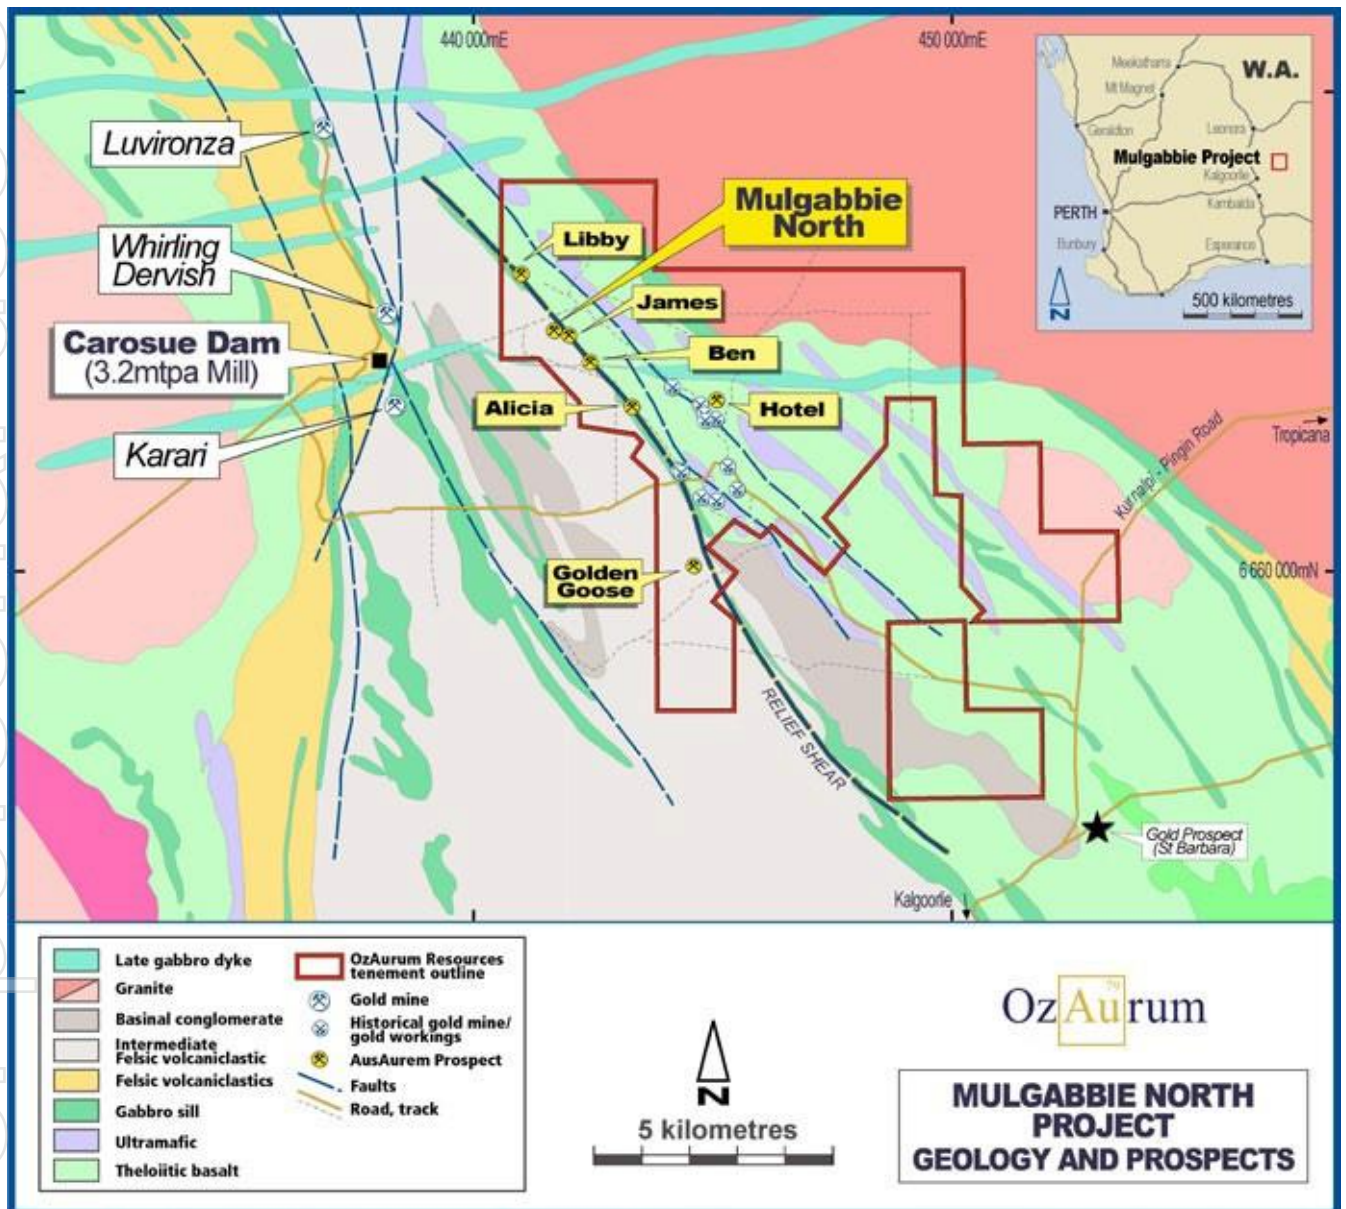 440 000mE
450 000mE
Luvironza
Whirling
Dervish
Carosue Dam
(3.2mtpa Mill)
Karari
Mulgabbie
North
Libby
James
Ben
Alicia
Hotel
Golden
Goose
RELIEF SHEAR
Kurnalpi - Pingin Road
Tropicana
6 660 000mN
Gold Prospect
(St Barbara)
Kalgoorlie
W.A.
Meekatharra
Mt Magnet
Geraldton
Leonora
Mulgabbie Project
Kalgoorlie
Kambalda
PERTH
Bunbury
Esperance
N
500 kilometres
Late gabbro dyke
Granite
Basinal conglomerate
Intermediate
Felsic volcaniclastic
Felsic volcaniclastics
Gabbro sill
Ultramafic
Theloiitic basalt
OzAurum Resources
tenement outline
Gold mine
Historical gold mine/
gold workings
AusAurem Prospect
Faults
Road, track
N
5 kilometres
79
OzAurum
MULGABBIE NORTH
PROJECT
GEOLOGY AND PROSPECTS